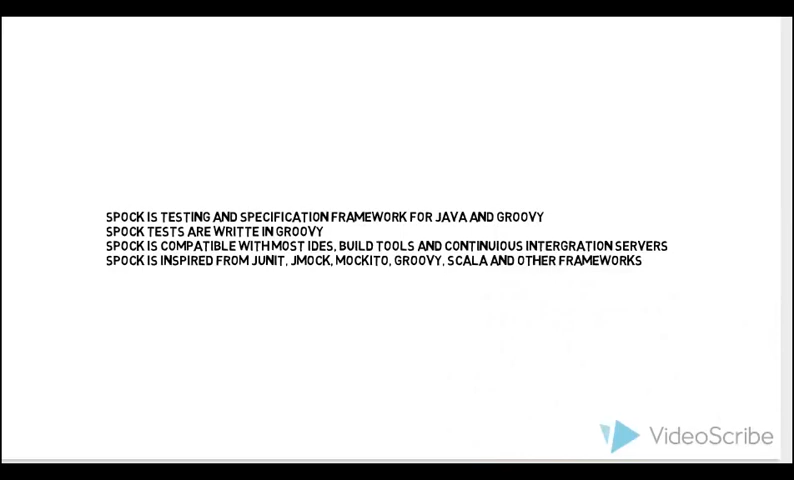 SPOCK IS TESTING AND SPECIFICATION FRAMEWORK FOR JAVA AND GROOVY
SPOCK TESTS ARE WRITTE IN GROOVY
SPOCK IS COMPATIBLE WITH MOST IDES, BUILD TOOLS AND CONTINUIOUS INTERGRATION SERVERS
SPOCK IS INSPIRED FROM JUNIT, JMOCK, MOCKITO, GROOVY, SCALA AND OTHER FRAMEWORKS
VideoScribe